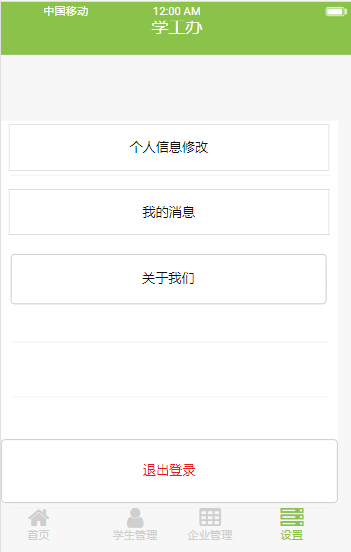 中国移动 12:00 AM
学工办
个人信息修改
我的消息
关于我们
退出登录
首页 学生管理 企业管理 设置